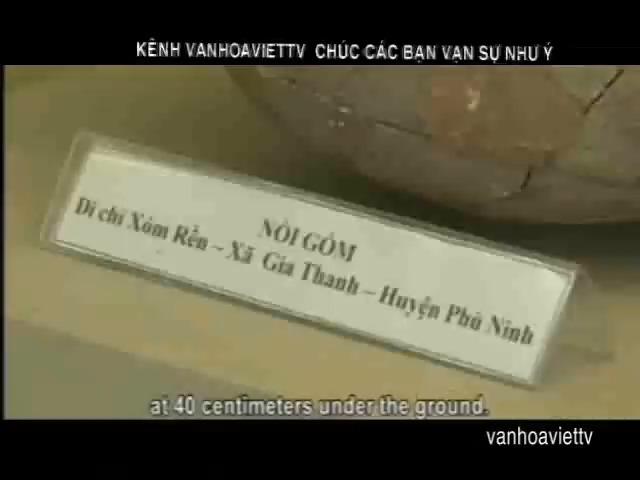 KÊNH VANHOAVIETTV CHÚC CÁC BẠN VẠN SỰ NHƯ Ý
NỒI GỐM
Di chỉ Xóm Rền – Xã Gia Thanh – Huyện Phù Ninh
at 40 centimeters under the ground.
vanhoaviettv